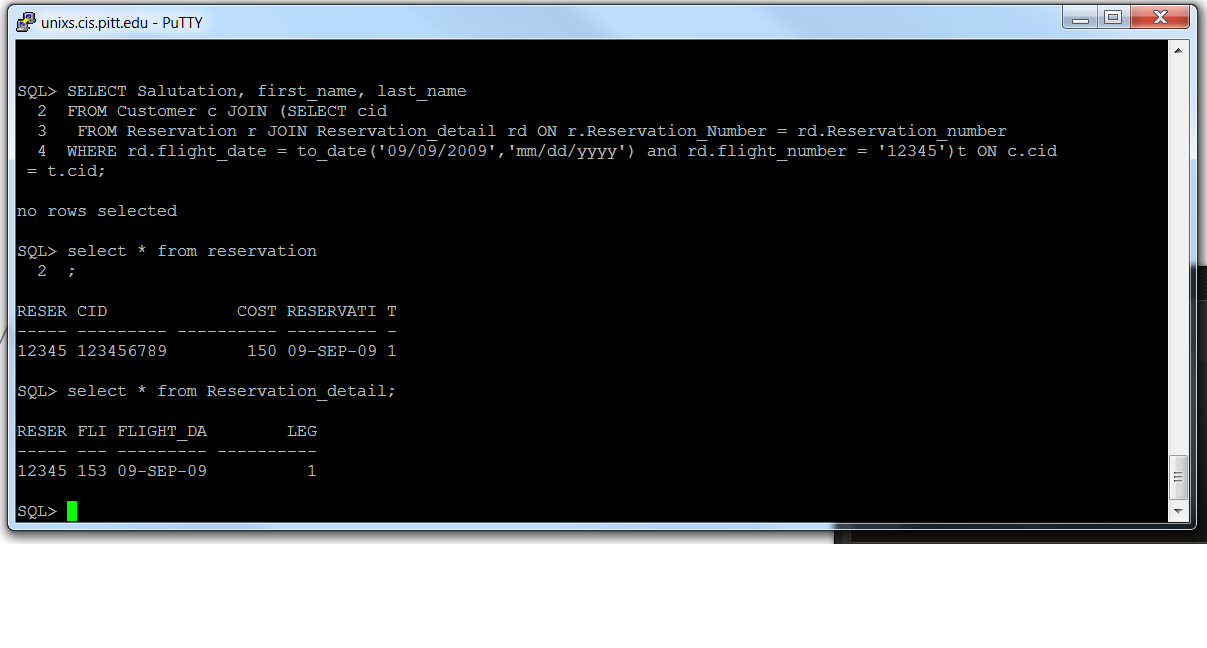 unixs.cis.pitt.edu - PuTTY
SQL> SELECT Salutation, first_name, last_name
  2  FROM Customer c JOIN (SELECT cid
  3   FROM Reservation r JOIN Reservation_detail rd ON r.Reservation_Number = rd.Reservation_number
  4  WHERE rd.flight_date = to_date('09/09/2009','mm/dd/yyyy') and rd.flight_number = '12345')t ON c.cid
 = t.cid;
no rows selected
SQL> select * from reservation
  2  ;
RESER CID             COST RESERVATI T
----- --------- ---------- --------- -
12345 123456789        150 09-SEP-09 1
SQL> select * from Reservation_detail;
RESER FLI FLIGHT_DA        LEG
----- --- --------- ----------
12345 153 09-SEP-09          1
SQL>